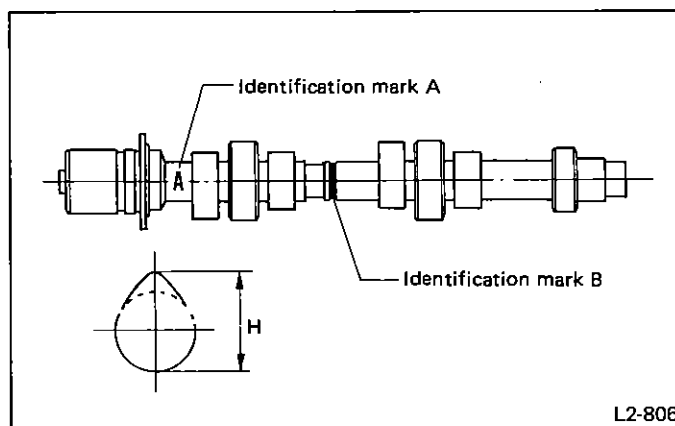 Identification mark A
A
Identification mark B
H
L2-806